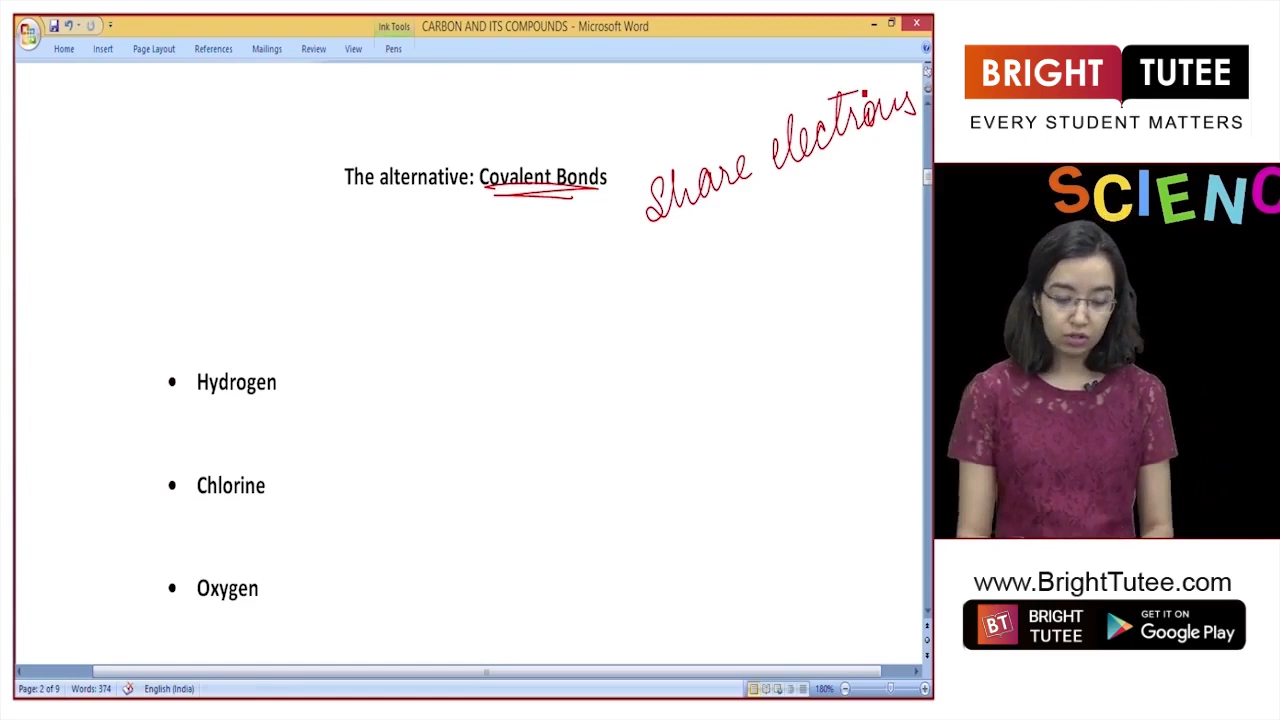 Ink Tools
CARBON AND ITS COMPOUNDS - Microsoft Word
Home Insert Page Layout References Mailings Review View Pens
BRIGHT TUTEE
EVERY STUDENT MATTERS
Share electrons
The alternative: Covalent Bonds
SCIENC
• Hydrogen
• Chlorine
• Oxygen
www.BrightTutee.com
BT BRIGHT TUTEE
GET IT ON Google Play
Page: 2 of 9 Words: 374 English (India) 180%